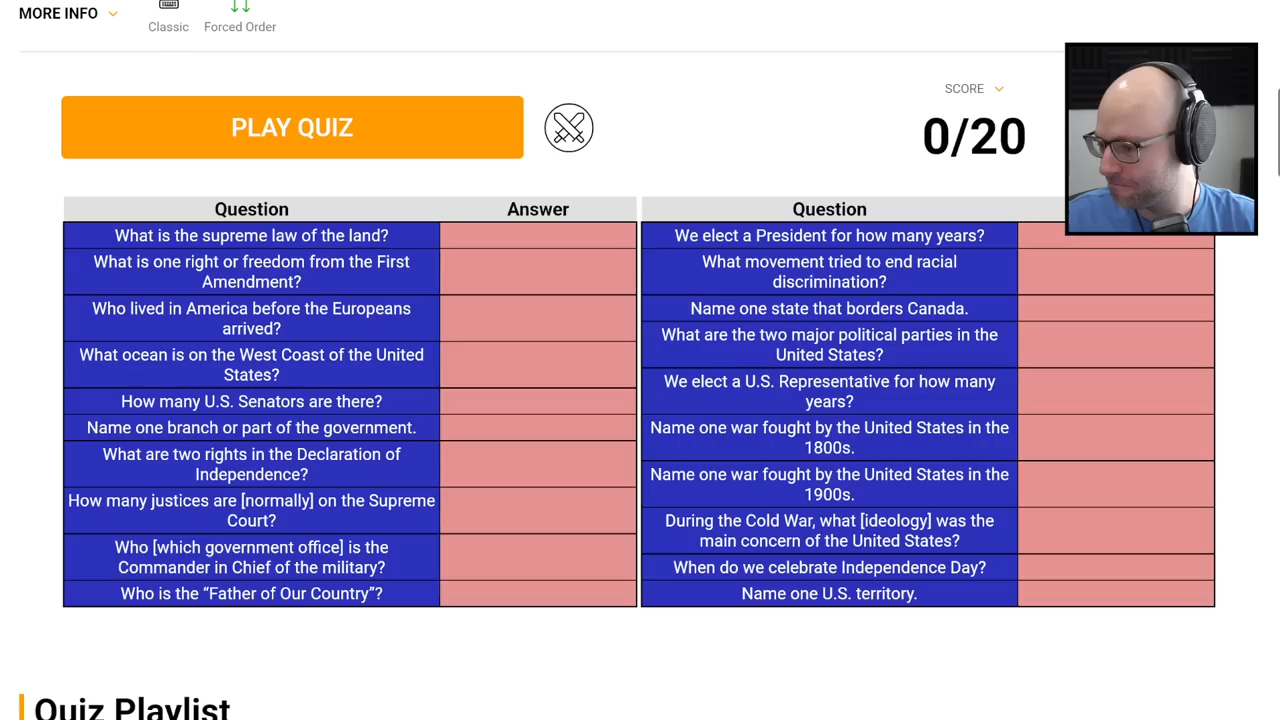 MORE INFO
Classic
Forced Order
PLAY QUIZ
SCORE
0/20
Question
Answer
What is the supreme law of the land?
What is one right or freedom from the First
Amendment?
Who lived in America before the Europeans
arrived?
What ocean is on the West Coast of the United
States?
How many U.S. Senators are there?
Name one branch or part of the government.
What are two rights in the Declaration of
Independence?
How many justices are [normally] on the Supreme
Court?
Who [which government office] is the
Commander in Chief of the military?
Who is the “Father of Our Country”?
Question
We elect a President for how many years?
What movement tried to end racial
discrimination?
Name one state that borders Canada.
What are the two major political parties in the
United States?
We elect a U.S. Representative for how many
years?
Name one war fought by the United States in the
1800s.
Name one war fought by the United States in the
1900s.
During the Cold War, what [ideology] was the
main concern of the United States?
When do we celebrate Independence Day?
Name one U.S. territory.
Quiz Playlist